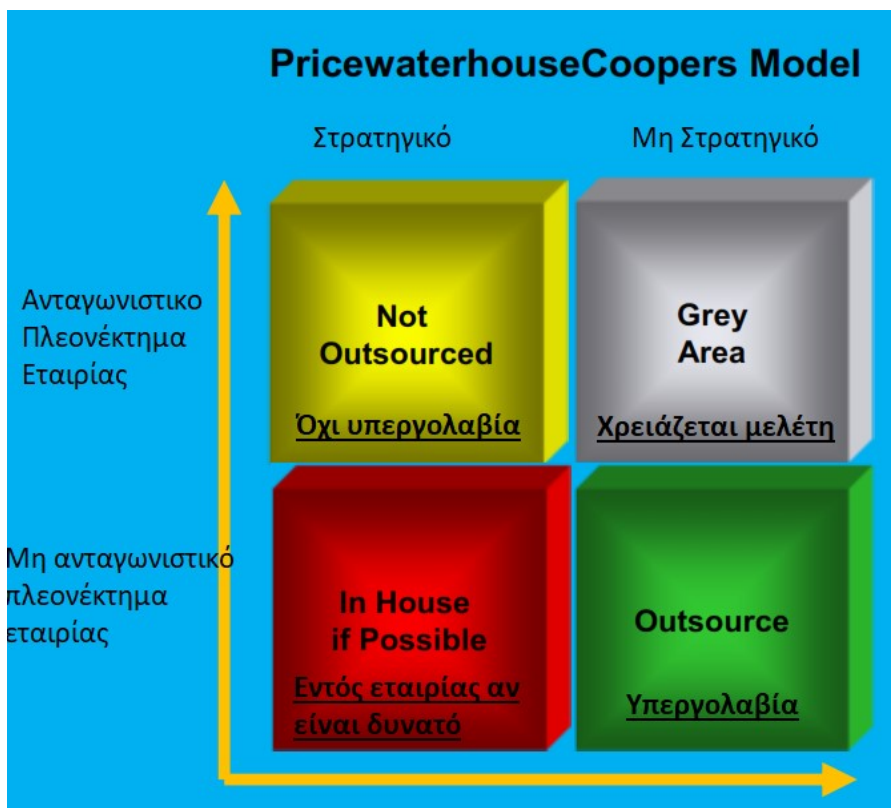 PricewaterhouseCoopers Model
Στρατηγικό
Μη Στρατηγικό
Ανταγωνιστικο
Πλεονέκτημα
Εταιρίας
Not
Outsourced
Όχι υπεργολαβία
Grey
Area
Χρειάζεται μελέτη
Μη ανταγωνιστικό
πλεονέκτημα
εταιρίας
In House
if Possible
Εντός εταιρίας αν
είναι δυνατό
Outsource
Υπεργολαβία